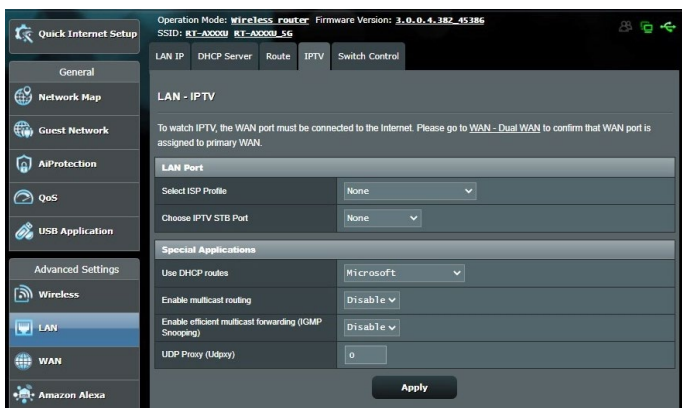 Operation Mode: Wireless router Firmware Version: 3.0.0.4.382_45386
SSID: RT-AXXXU RT-AXXXU_5G
Quick Internet Setup
General
Network Map
Guest Network
AiProtection
QoS
USB Application
Advanced Settings
Wireless
LAN
WAN
Amazon Alexa
LAN IP DHCP Server Route IPTV Switch Control
LAN - IPTV
To watch IPTV, the WAN port must be connected to the Internet. Please go to WAN - Dual WAN to confirm that WAN port is
assigned to primary WAN.
LAN Port
Select ISP Profile None
Choose IPTV STB Port None
Special Applications
Use DHCP routes Microsoft
Enable multicast routing Disable
Enable efficient multicast forwarding (IGMP
Snooping) Disable
UDP Proxy (Udpxy) 0
Apply